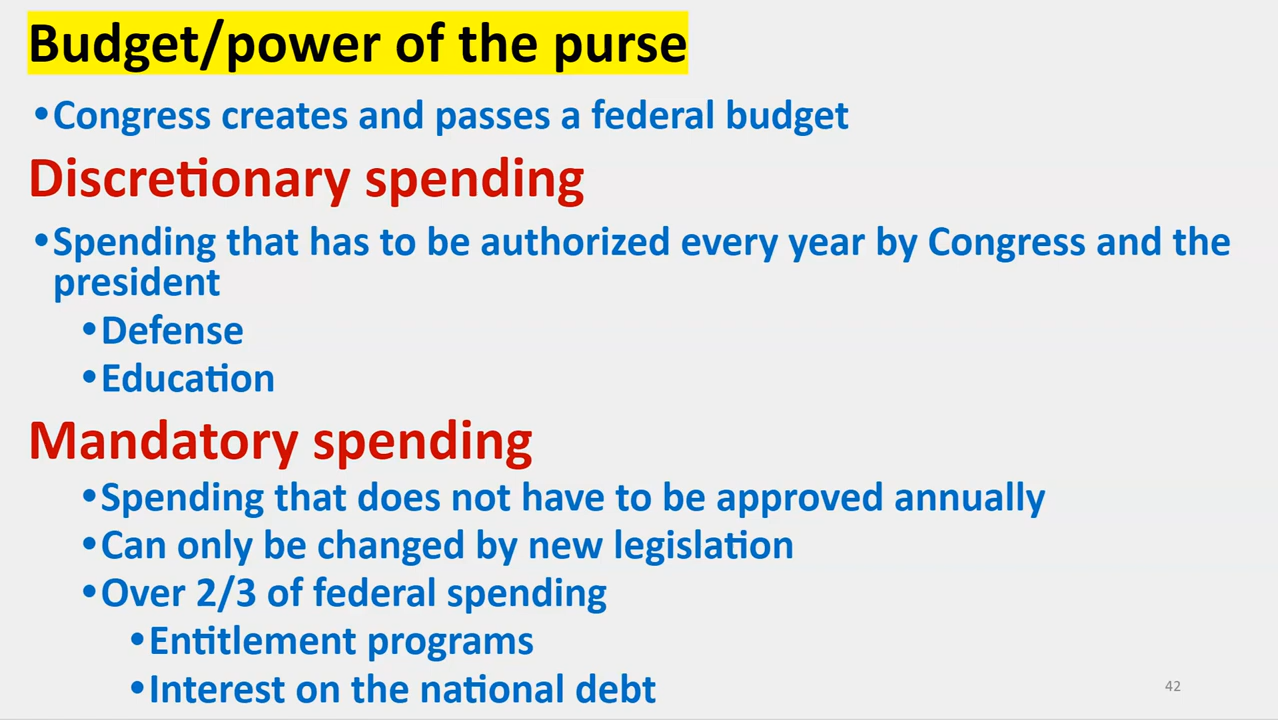 Budget/power of the purse
•Congress creates and passes a federal budget
Discretionary spending
•Spending that has to be authorized every year by Congress and the
president
•Defense
•Education
Mandatory spending
•Spending that does not have to be approved annually
•Can only be changed by new legislation
•Over 2/3 of federal spending
•Entitlement programs
•Interest on the national debt
42